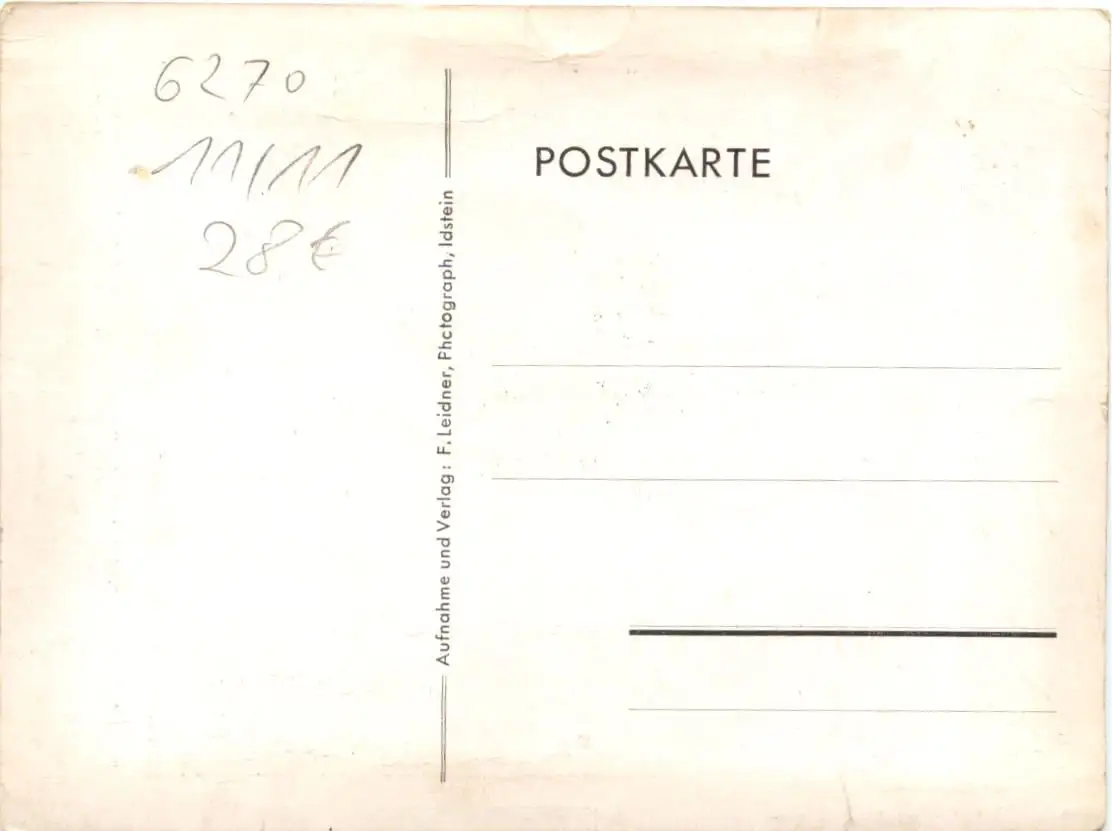 6270
11/11
28€
Aufnahme und Verlag: F. Leidner, Phctograph, Idstein
POSTKARTE